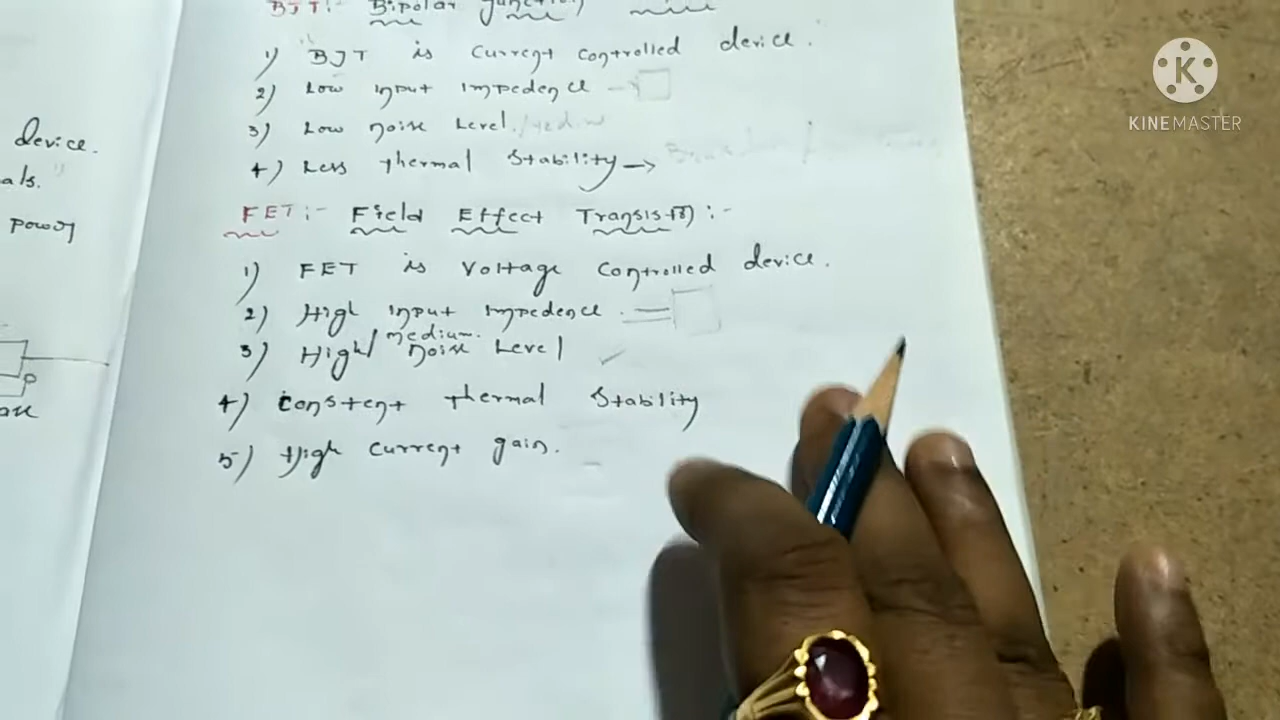 BJT:- Bipolar Junction
1) BJT is current controlled device.
2) Low input impedence →
3) Low noise Level./medium
4) Less thermal stability →
FET:- Field Effect Transistor:-
1) FET is Voltage controlled device.
2) High input impedence.
medium.
3) High/ noise Level ✓
4) constent thermal stability
5) High current gain.
device.
als.
power
KINEMASTER